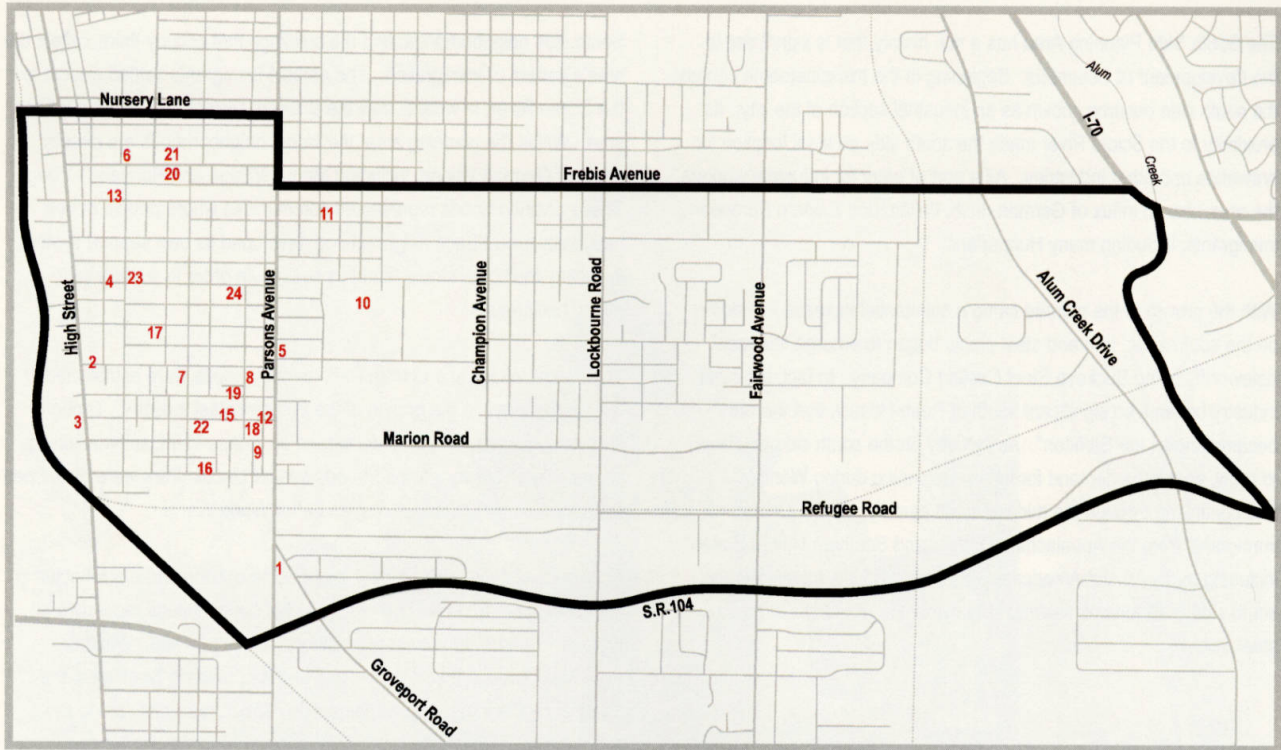 Alum
I-70
Creek
Nursery Lane
6
21
20
Frebis Avenue
13
11
High Street
4
23
24
Parsons Avenue
10
Champion Avenue
Lockbourne Road
Fairwood Avenue
Alum Creek Drive
17
2
5
7
8
19
3
15
12
22
18
Marion Road
9
16
Refugee Road
1
S.R.104
Groveport Road